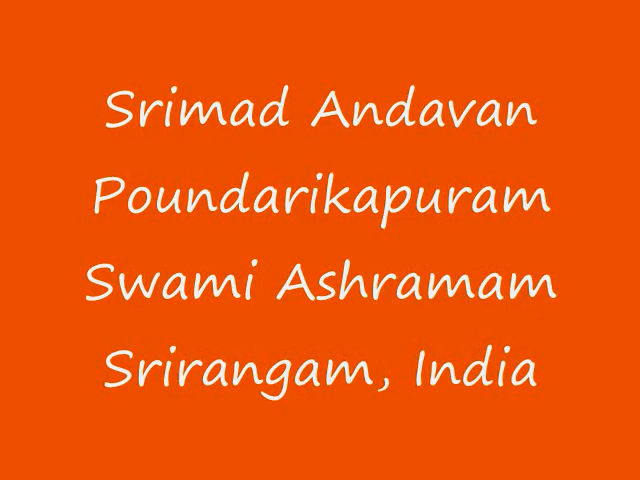 Srimad Andavan
Poundarikapuram
Swami Ashramam
Srirangam, India